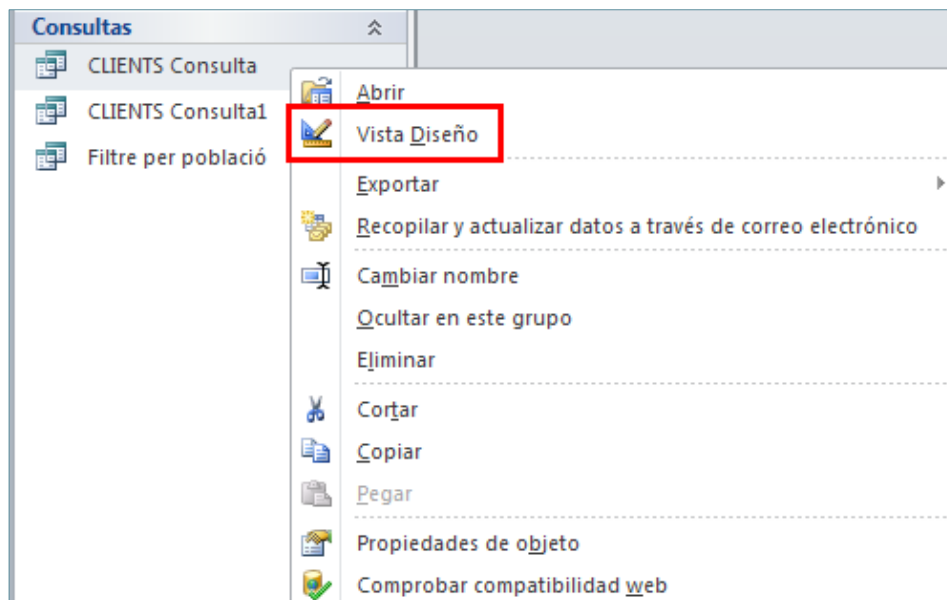 Consultas
CLIENTS Consulta
CLIENTS Consulta1
Filtre per població
Abrir
Vista Diseño
Exportar
Recopilar y actualizar datos a través de correo electrónico
Cambiar nombre
Ocultar en este grupo
Eliminar
Cortar
Copiar
Pegar
Propiedades de objeto
Comprobar compatibilidad web